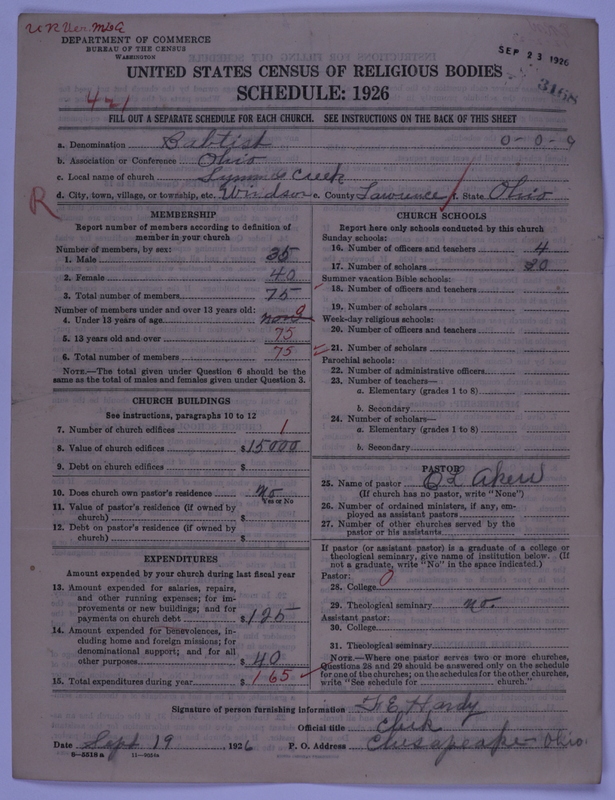 DEPARTMENT OF COMMERCE
BUREAU OF THE CENSUS
WASHINGTON
SEP 23 1926
3168
UNITED STATES CENSUS OF RELIGIOUS BODIES
SCHEDULE: 1926
421
FILL OUT A SEPARATE SCHEDULE FOR EACH CHURCH. SEE INSTRUCTIONS ON THE BACK OF THIS SHEET
a. Denomination Babtist 0-0-9
b. Association or Conference Ohio
c. Local name of church Creek
R
d. City, town, village, or township, etc. Windsor e. County Lawrence f. State Ohio
MEMBERSHIP
Report number of members according to definition of
member in your church
Number of members, by sex:
1. Male 35
2. Female 40
3. Total number of members 75
Number of members under and over 13 years old:
4. Under 13 years of age none 0
5. 13 years old and over 75
6. Total number of members 75
NOTE.—The total given under Question 6 should be the
same as the total of males and females given under Question 3.
CHURCH BUILDINGS
See instructions, paragraphs 10 to 12
7. Number of church edifices 1
8. Value of church edifices $15000
9. Debt on church edifices $
10. Does church own pastor's residence no
Yes or No
11. Value of pastor's residence (if owned by
church) $
12. Debt on pastor's residence (if owned by
church) $
EXPENDITURES
Amount expended by your church during last fiscal year
13. Amount expended for salaries, repairs,
and other running expenses; for im-
provements or new buildings; and for
payments on church debt $125
14. Amount expended for benevolences, in-
cluding home and foreign missions; for
denominational support; and for all
other purposes $40
15. Total expenditures during year $165
CHURCH SCHOOLS
Report here only schools conducted by this church
Sunday schools:
16. Number of officers and teachers 4
17. Number of scholars 30
Summer vacation Bible schools:
18. Number of officers and teachers
19. Number of scholars
Week-day religious schools:
20. Number of officers and teachers
21. Number of scholars
Parochial schools:
22. Number of administrative officers
23. Number of teachers—
a. Elementary (grades 1 to 8)
b. Secondary
24. Number of scholars—
a. Elementary (grades 1 to 8)
b. Secondary
PASTOR
25. Name of pastor
(If church has no pastor, write "None")
26. Number of ordained ministers, if any, em-
ployed as assistant pastors
27. Number of other churches served by the
pastor or his assistants
If pastor (or assistant pastor) is a graduate of a college or
theological seminary, give name of institution below. (If
not a graduate, write "No" in the space indicated.)
Pastor:
28. College 0
29. Theological seminary no.
Assistant pastor:
30. College
31. Theological seminary
NOTE.—Where one pastor serves two or more churches,
Questions 28 and 29 should be answered only on the schedule
for one of the churches; on the schedules for the other churches,
write "See schedule for church."
Signature of person furnishing information Hardy
Official title Clerk
Date Sept 19, 1926 P. O. Address Chesapeake Ohio
8—5516 a